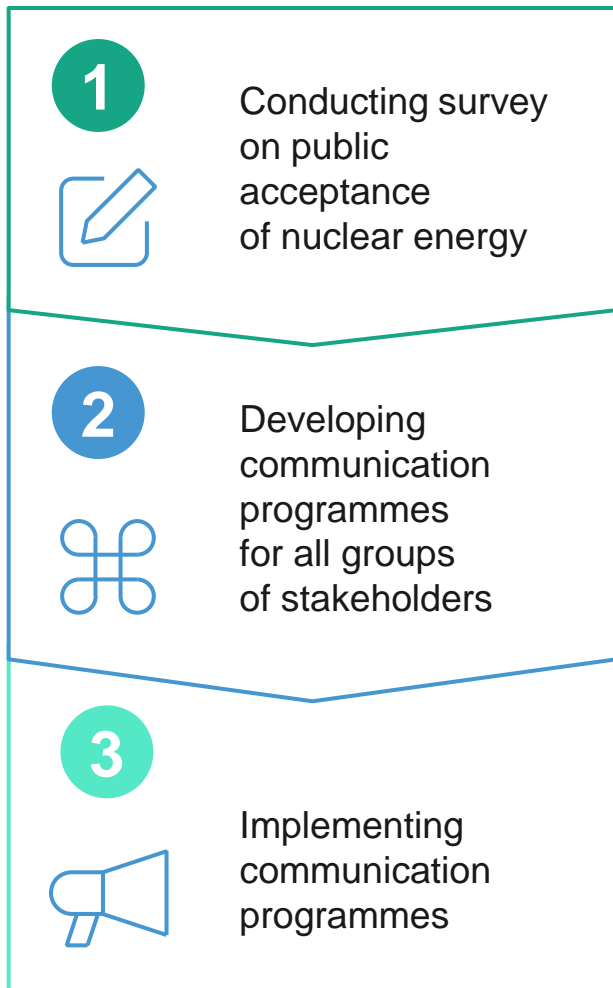 1
Conducting survey
on public
acceptance
of nuclear energy
2
Developing
communication
programmes
for all groups
of stakeholders
3
Implementing
communication
programmes